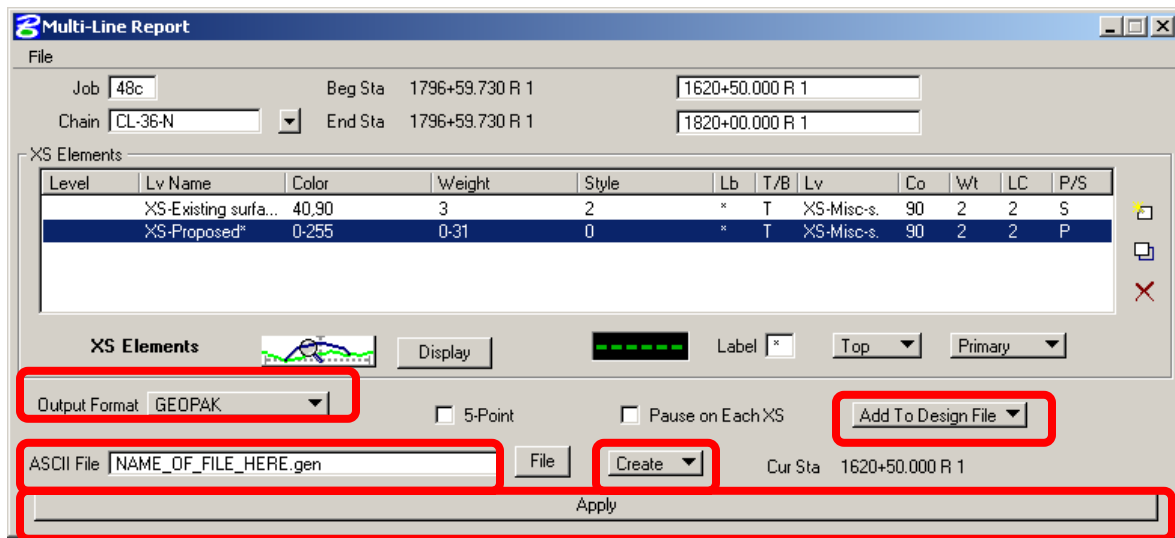 Multi-Line Report
File
Job 48c Beg Sta 1796+59.730 R 1 1620+50.000 R 1
Chain CL-36-N End Sta 1796+59.730 R 1 1820+00.000 R 1
XS Elements
Level Lv Name Color Weight Style Lb T/B Lv Co Wt LC P/S
XS-Existing surfa... 40,90 3 2 * T XS-Misc-s. 90 2 2 S
XS-Proposed* 0-255 0-31 0 * T XS-Misc-s. 90 2 2 P
XS Elements Display Label * Top Primary
Output Format GEOPAK 5-Point Pause on Each XS Add To Design File
ASCII File NAME_OF_FILE_HERE.gen File Create Cur Sta 1620+50.000 R 1
Apply